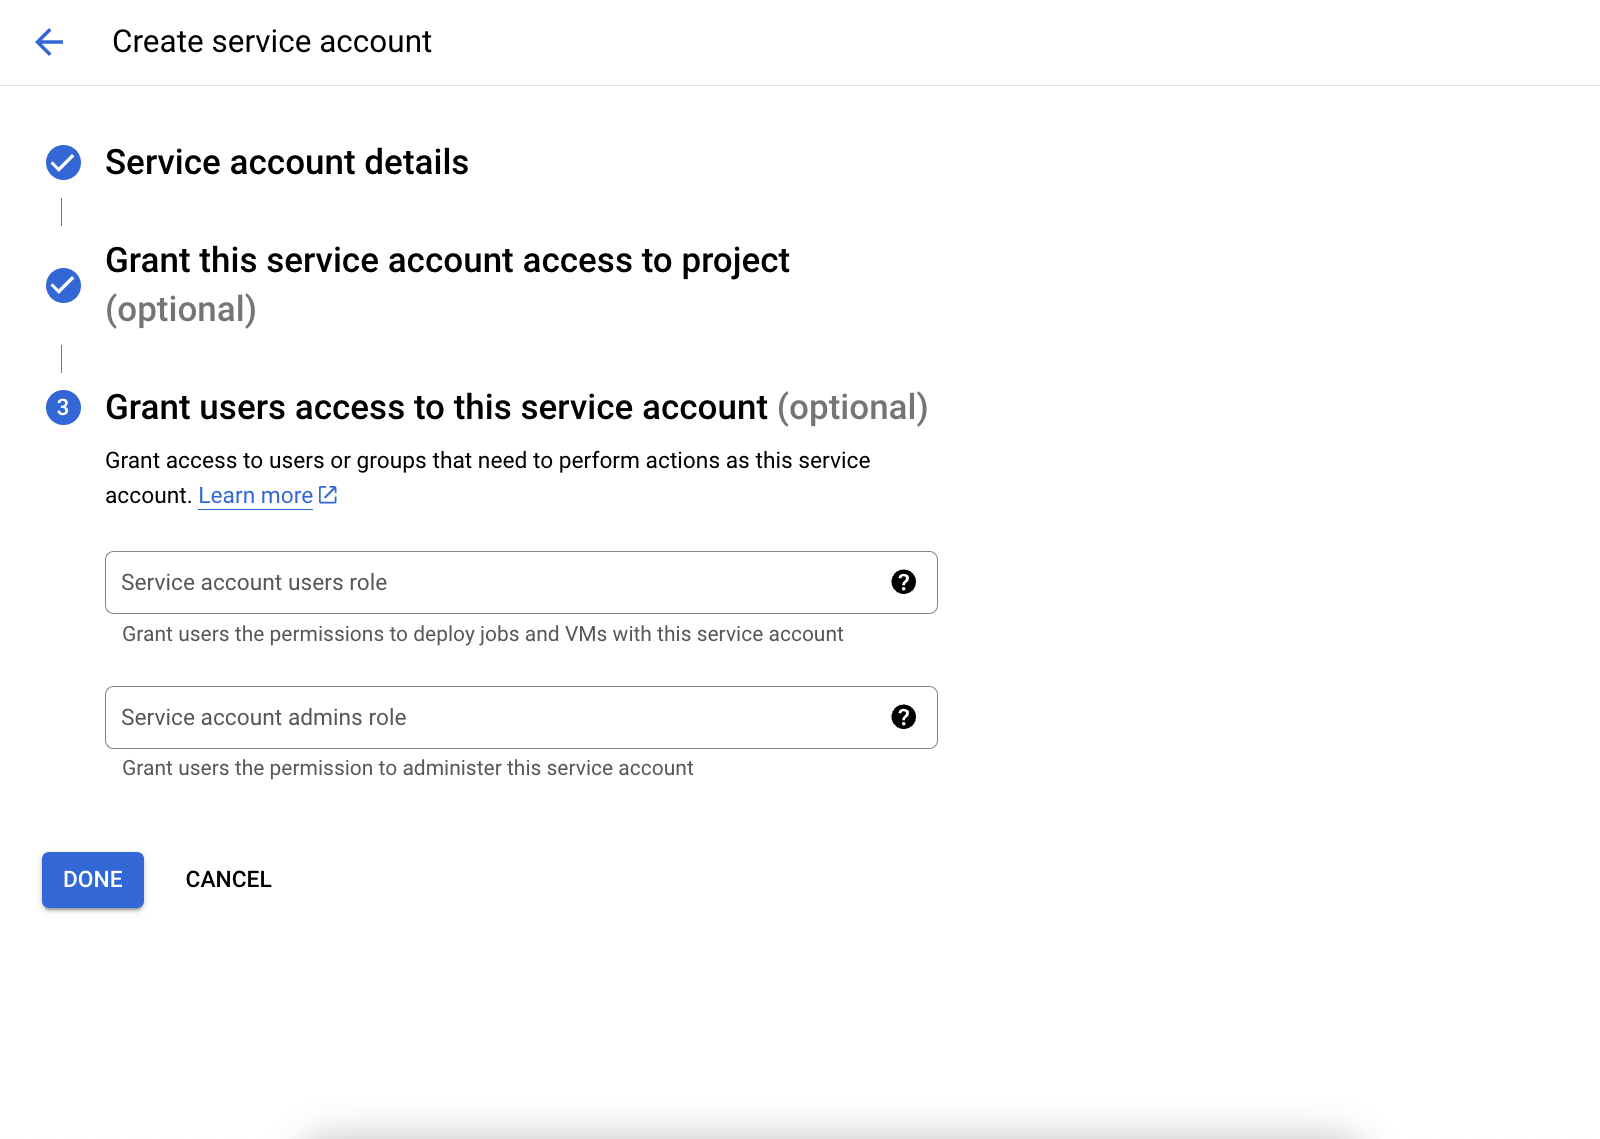 Create service account
Service account details
Grant this service account access to project
(optional)
3
Grant users access to this service account (optional)
Grant access to users or groups that need to perform actions as this service
account. Learn more
Service account users role
Grant users the permissions to deploy jobs and VMs with this service account
Service account admins role
Grant users the permission to administer this service account
DONE CANCEL